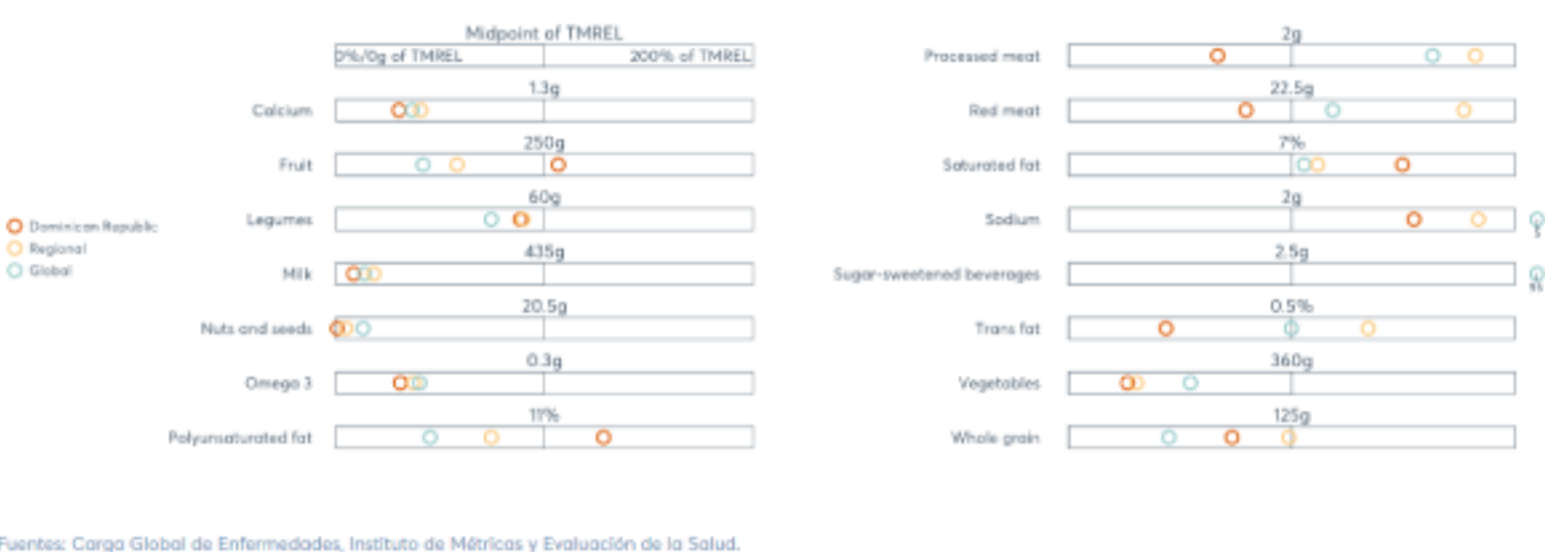 Midpoint of TMREL
0%/0g of TMREL 200% of TMREL
1.3g
Calcium
250g
Fruit
60g
Legumes
435g
Milk
20.5g
Nuts and seeds
0.3g
Omega 3
11%
Polyunsaturated fat
Dominican Republic
Regional
Global
2g
Processed meat
22.5g
Red meat
7%
Saturated fat
2g
Sodium
2.5g
Sugar-sweetened beverages
0.5%
Trans fat
360g
Vegetables
125g
Whole grain
Fuentes: Carga Global de Enfermedades, Instituto de Métricas y Evaluación de la Salud.